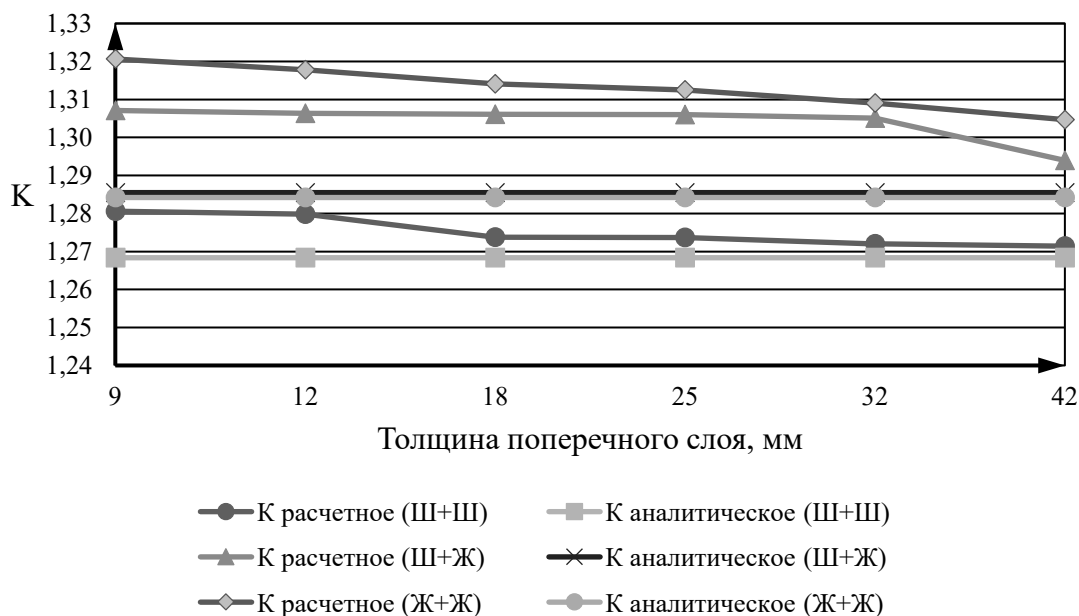 1,33
1,32
1,31
1,30
1,29
K
1,28
1,27
1,26
1,25
1,24
9 12 18 25 32 42
Толщина поперечного слоя, мм
К расчетное (Ш+Ш) К аналитическое (Ш+Ш)
К расчетное (Ш+Ж) К аналитическое (Ш+Ж)
К расчетное (Ж+Ж) К аналитическое (Ж+Ж)